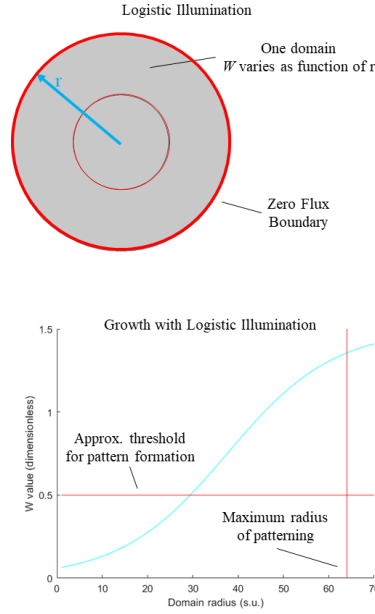 Logistic Illumination
One domain
W varies as function of r
r
Zero Flux
Boundary
Growth with Logistic Illumination
1.5
1
0.5
0
W value (dimensionless)
Approx. threshold
for pattern formation
Maximum radius
of patterning
0 10 20 30 40 50 60 70
Domain radius (s.u.)